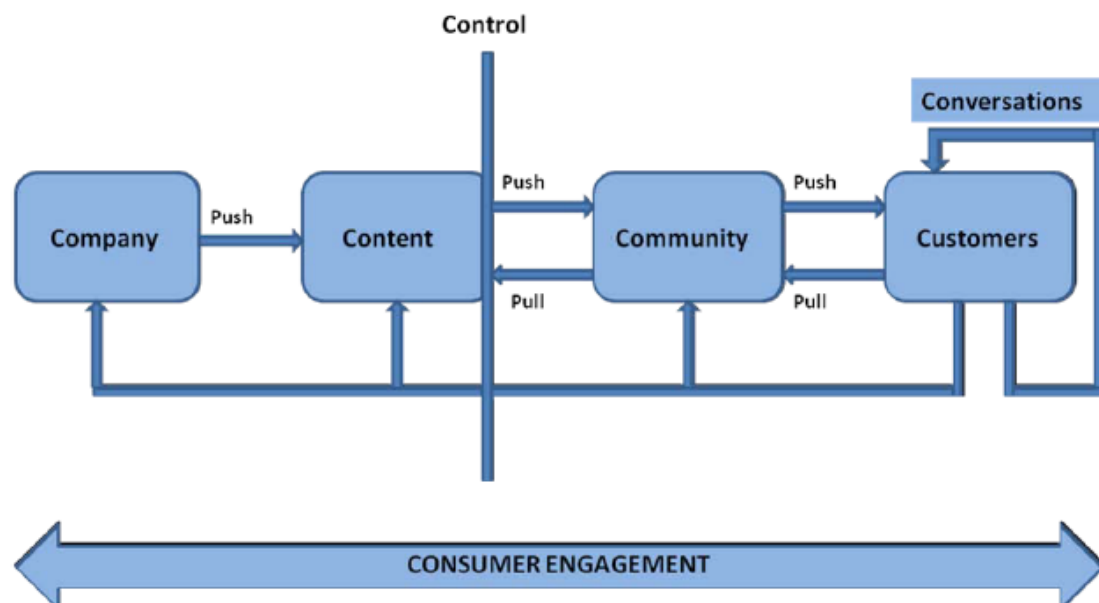 Control
Conversations
Push
Push
Push
Company
Content
Community
Customers
Pull
Pull
CONSUMER ENGAGEMENT